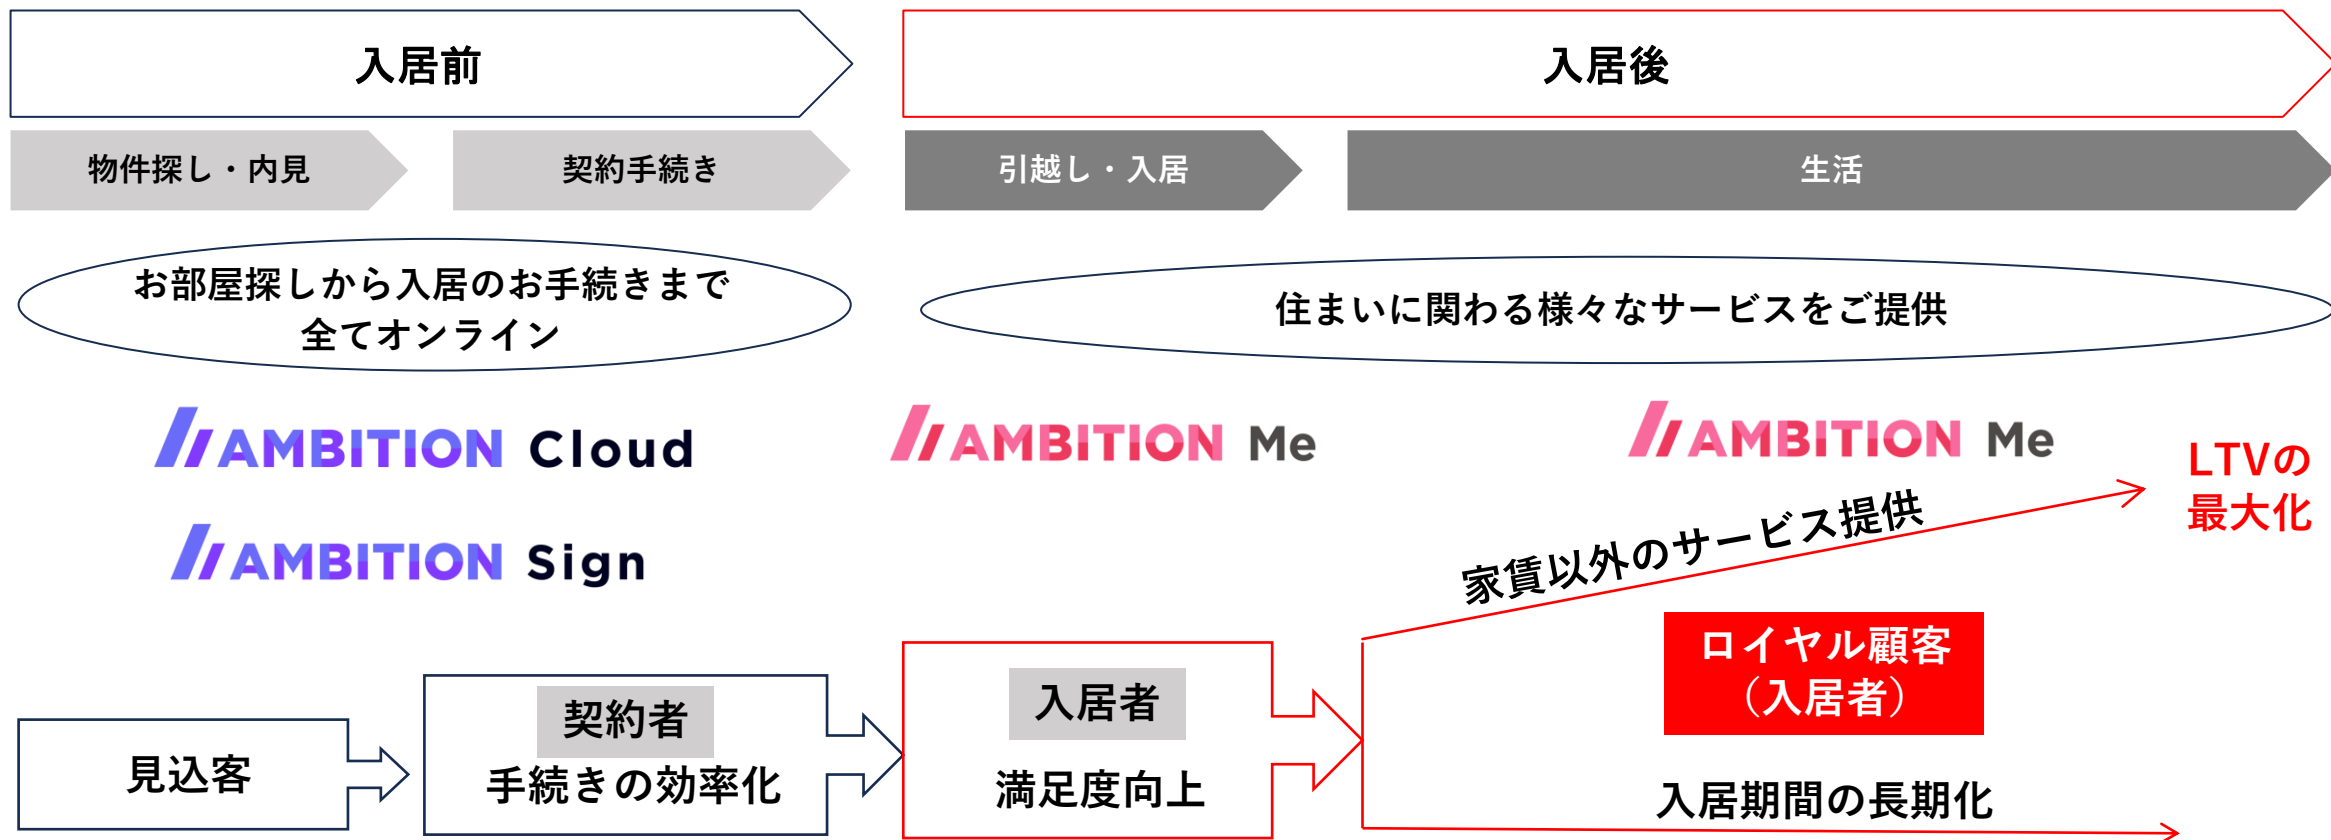 入居前
入居後
物件探し・内見
契約手続き
引越し・入居
生活
お部屋探しから入居のお手続きまで
全てオンライン
住まいに関わる様々なサービスをご提供
AMBITION Cloud
AMBITION Sign
AMBITION Me
AMBITION Me
LTVの
最大化
家賃以外のサービス提供
見込客
契約者
手続きの効率化
入居者
満足度向上
ロイヤル顧客
（入居者）
入居期間の長期化